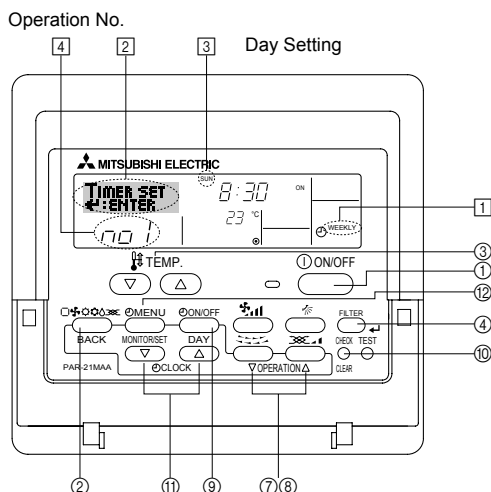 Operation No.
4 2 3 Day Setting
MITSUBISHI ELECTRIC
SUN
TIMER SET
:ENTER
8:30 ON
23 °C
WEEKLY
no 1
1
TEMP. ON/OFF
③
①
⑫
MENU ON/OFF FILTER
④
BACK MONITOR/SET DAY CHECK TEST
⑩
PAR-21MAA CLOCK ▽OPERATION△ CLEAR
② ⑪ ⑨ ⑦⑧